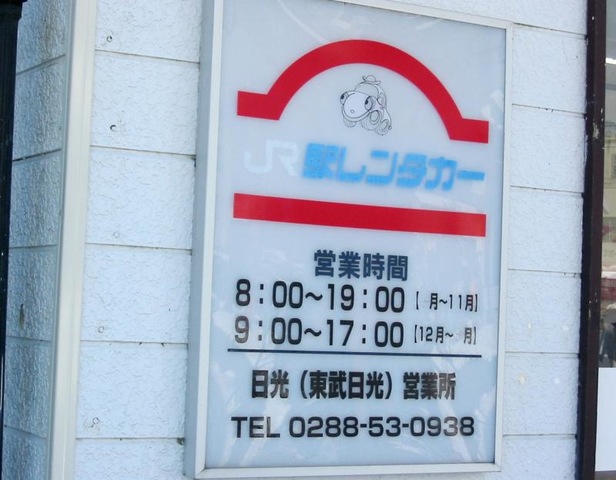 JR駅レンタカー
営業時間
8：00～19：00【 月～11月】
9：00～17：00【12月～ 月】
日光（東武日光）営業所
TEL 0288-53-0938